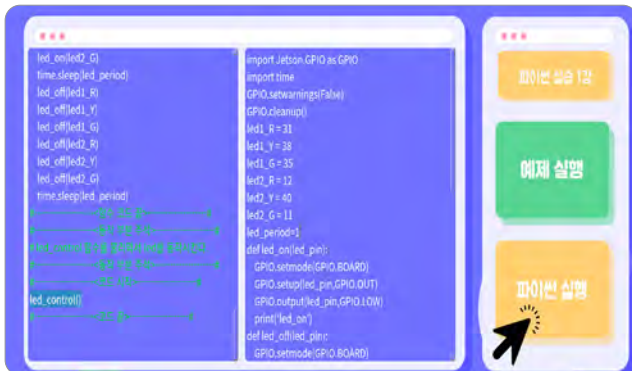 led_on(led2_G)
time.sleep(led_period)
led_off(led1_R)
led_off(led1_Y)
led_off(led1_G)
led_off(led2_R)
led_off(led2_Y)
led_off(led2_G)
time.sleep(led_period)
led_control()
import Jetson.GPIO as GPIO
import time
GPIO.setwarnings(False)
GPIO.cleanup()
led1_R = 31
led1_Y = 38
led1_G = 35
led2_R = 12
led2_Y = 40
led2_G = 11
led_period=1
def led_on(led_pin):
GPIO.setmode(GPIO.BOARD)
GPIO.setup(led_pin,GPIO.OUT)
GPIO.output(led_pin,GPIO.LOW)
print('led_on')
def led_off(led_pin):
GPIO.setmode(GPIO.BOARD)
파이썬 실습 1강
예제 실행
파이썬 실행